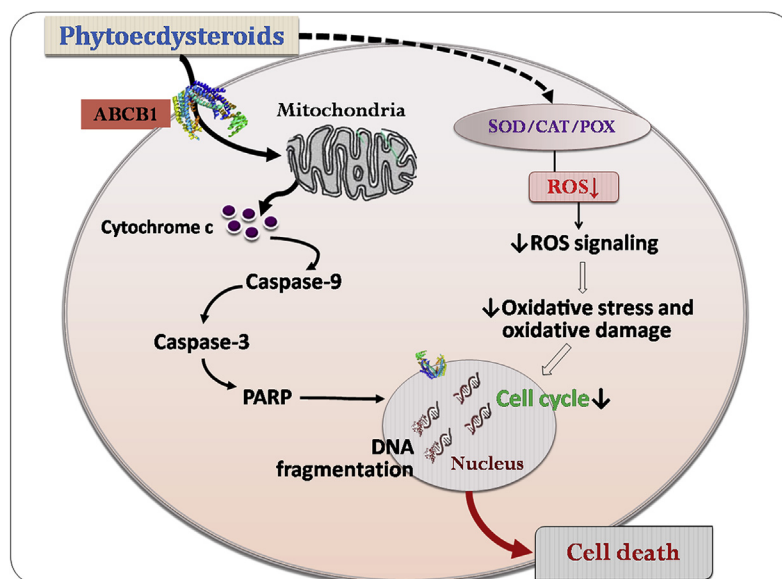 Phytoecdysteroids
ABCB1
Mitochondria
SOD/CAT/POX
ROS↓
Cytochrome c
↓ROS signaling
Caspase-9
↓Oxidative stress and
oxidative damage
Caspase-3
PARP
Cell cycle↓
DNA
fragmentation
Nucleus
Cell death